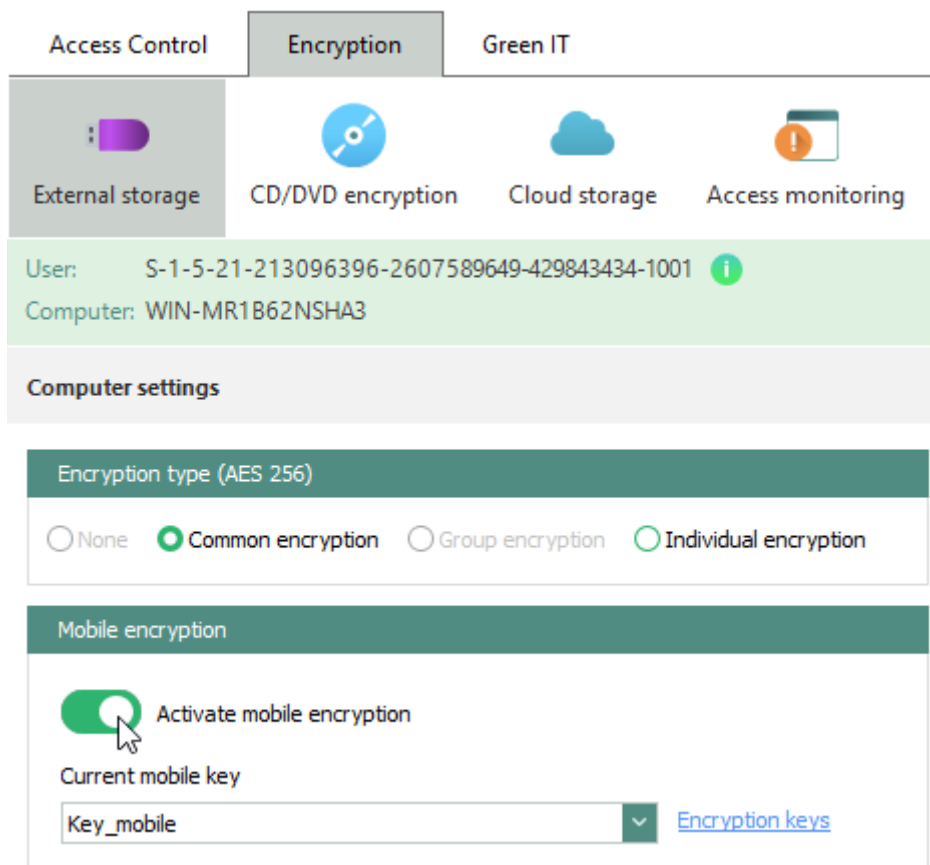 Access Control Encryption Green IT
External storage CD/DVD encryption Cloud storage Access monitoring
User: S-1-5-21-213096396-2607589649-429843434-1001
Computer: WIN-MR1B62NSHA3
Computer settings
Encryption type (AES 256)
None Common encryption Group encryption Individual encryption
Mobile encryption
Activate mobile encryption
Current mobile key
Key_mobile Encryption keys